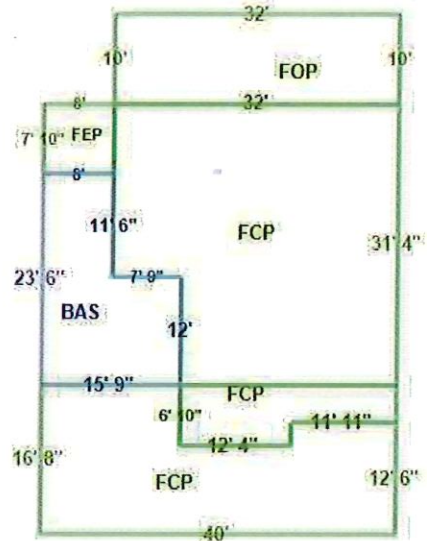 32'
10' FOP 10'
8' 32'
7' 10" FEP
8'
11' 6" FCP 31' 4"
23' 6" 7' 9"
BAS 12'
15' 9" FCP
6' 10" 11' 11"
16' 8" 12' 4" 12' 6"
FCP
40'